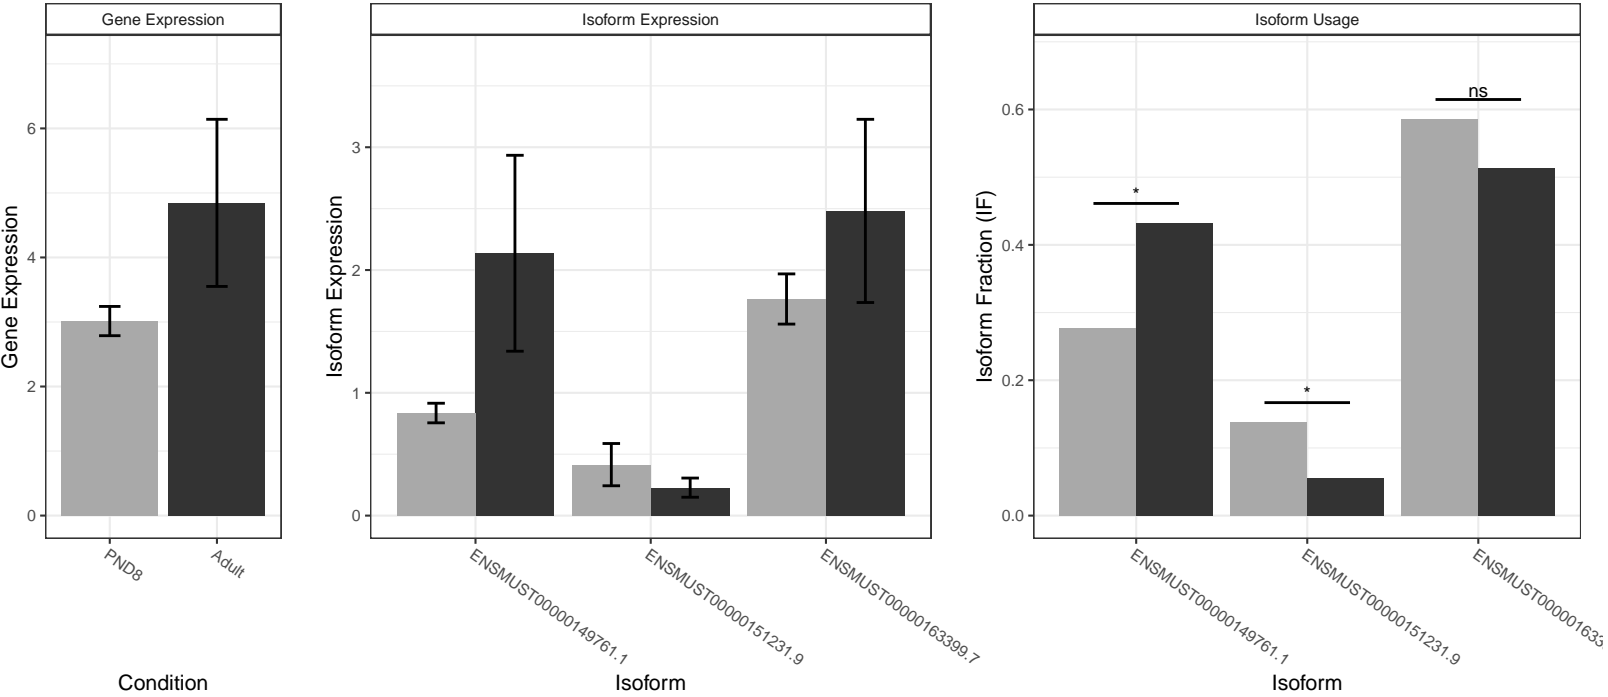 Gene Expression
Isoform Expression
Isoform Usage
Gene Expression
6
4
2
0
PND8
Adult
Condition
Isoform Expression
3
2
1
0
ENSMUST00000149761.1
ENSMUST00000151231.9
ENSMUST00000163399.7
Isoform
Isoform Fraction (IF)
0.6
0.4
0.2
0.0
*
*
ns
ENSMUST00000149761.1
ENSMUST00000151231.9
ENSMUST00000163
Isoform